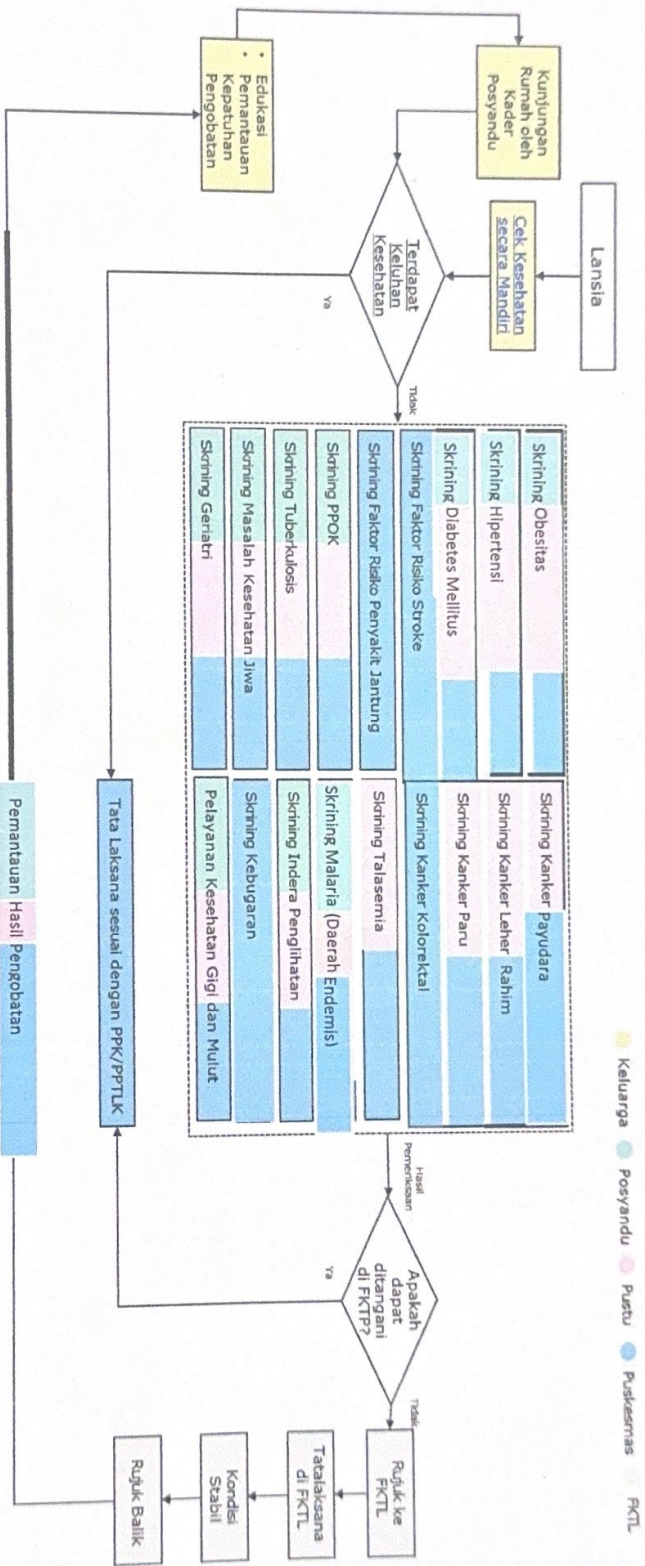 Keluarga Posyandu Pustu Puskesmas FKTL
Lansia
Cek Kesehatan
secara Mandiri
Kunjungan
Rumah oleh
Kader
Posyandu
Terdapat
Keluhan
Kesehatan
Tidak
Ya
• Edukasi
• Pemantauan
Kepatuhan
Pengobatan
Skrining Obesitas
Skrining Hipertensi
Skrining Diabetes Mellitus
Skrining Faktor Risiko Stroke
Skrining Faktor Risiko Penyakit Jantung
Skrining PPOK
Skrining Tuberkulosis
Skrining Masalah Kesehatan Jiwa
Skrining Geriatri
Skrining Kanker Payudara
Skrining Kanker Leher Rahim
Skrining Kanker Paru
Skrining Kanker Kolorektal
Skrining Talasemia
Skrining Malaria (Daerah Endemis)
Skrining Indera Penglihatan
Skrining Kebugaran
Pelayanan Kesehatan Gigi dan Mulut
Hasil
Pemeriksaan
Apakah
dapat
ditangani
di FKTP?
Tidak
Ya
Rujuk ke
FKTL
Tatalaksana
di FKTL
Kondisi
Stabil
Rujuk Balik
Tata Laksana sesuai dengan PPK/PPTLK
Pemantauan Hasil Pengobatan